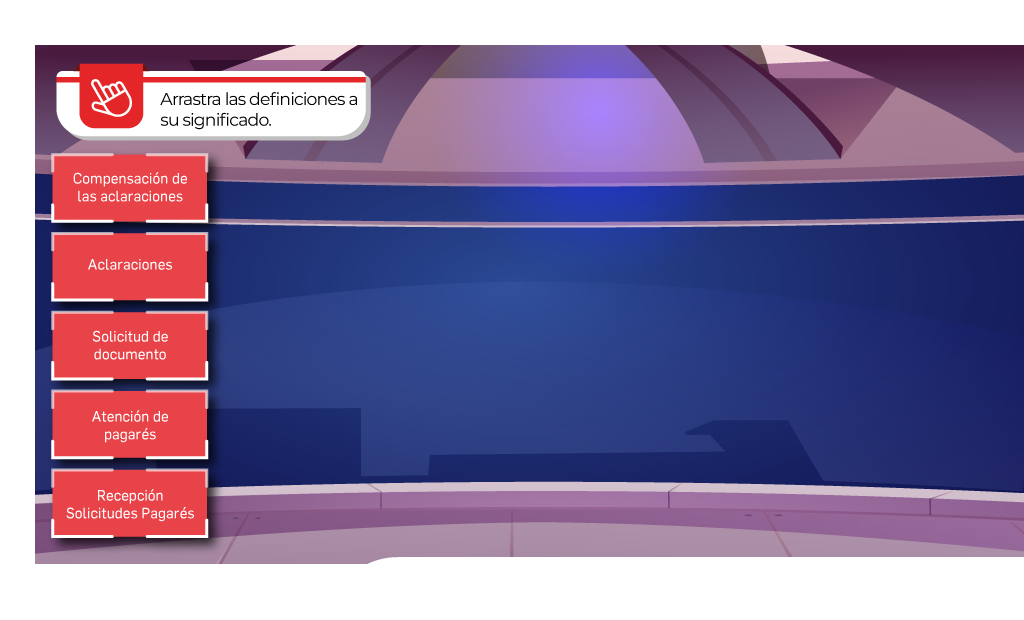 Arrastra las definiciones a
su significado.
Compensación de
las aclaraciones
Aclaraciones
Solicitud de
documento
Atención de
pagarés
Recepción
Solicitudes Pagarés